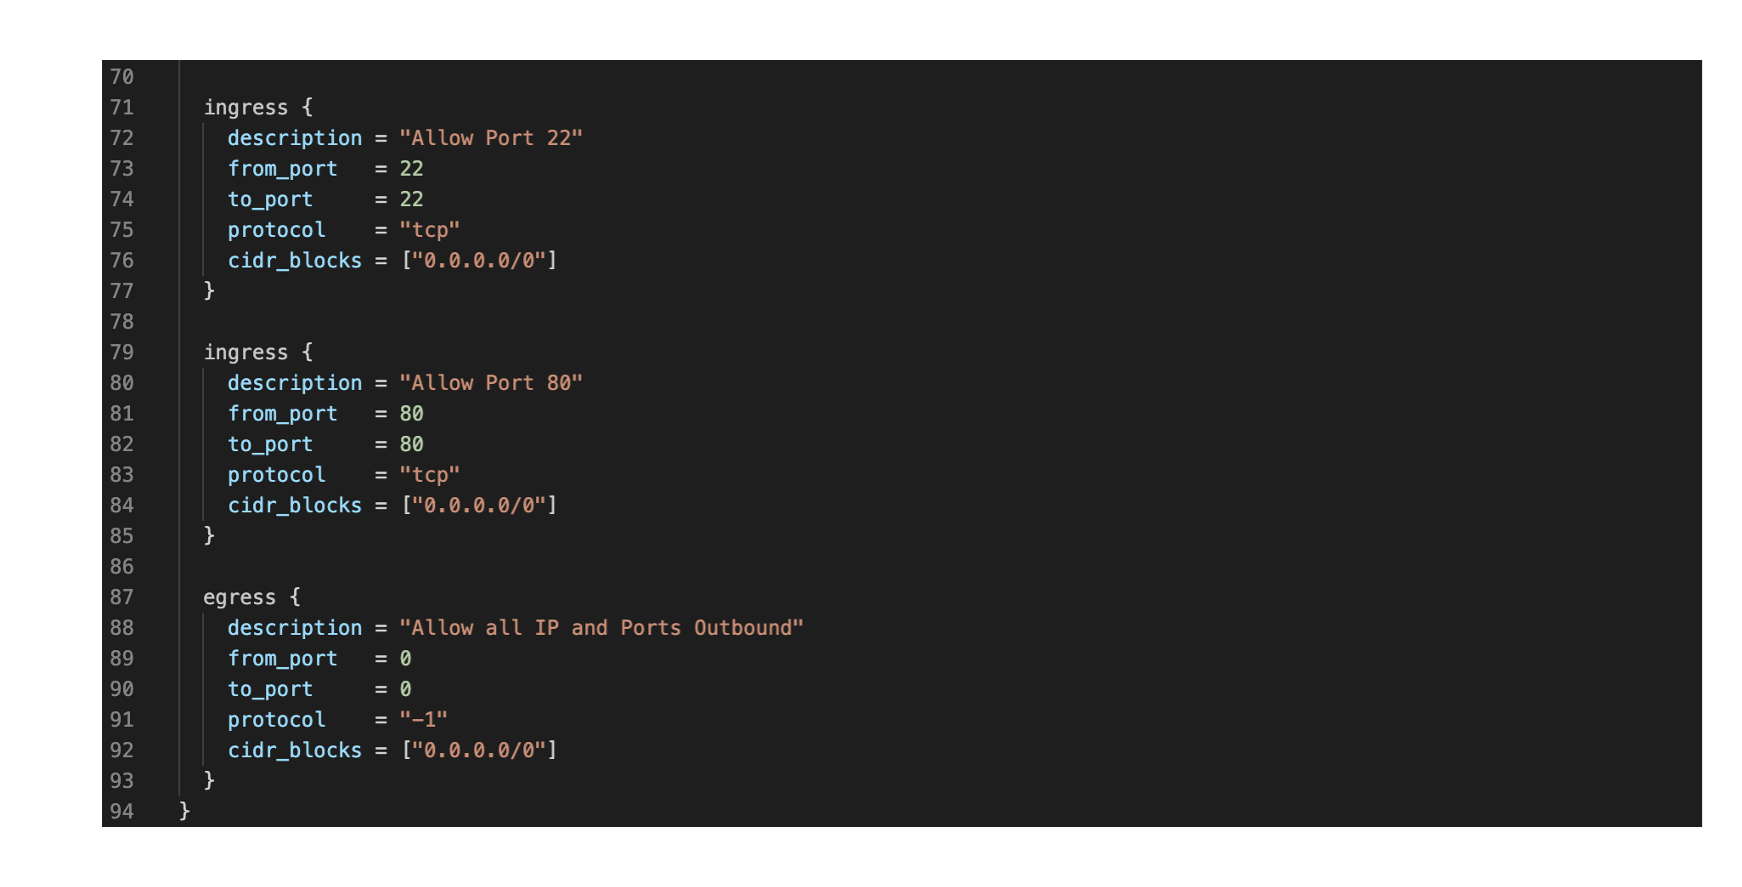 70
71 ingress {
72 description = "Allow Port 22"
73 from_port = 22
74 to_port = 22
75 protocol = "tcp"
76 cidr_blocks = ["0.0.0.0/0"]
77 }
78
79 ingress {
80 description = "Allow Port 80"
81 from_port = 80
82 to_port = 80
83 protocol = "tcp"
84 cidr_blocks = ["0.0.0.0/0"]
85 }
86
87 egress {
88 description = "Allow all IP and Ports Outbound"
89 from_port = 0
90 to_port = 0
91 protocol = "-1"
92 cidr_blocks = ["0.0.0.0/0"]
93 }
94 }